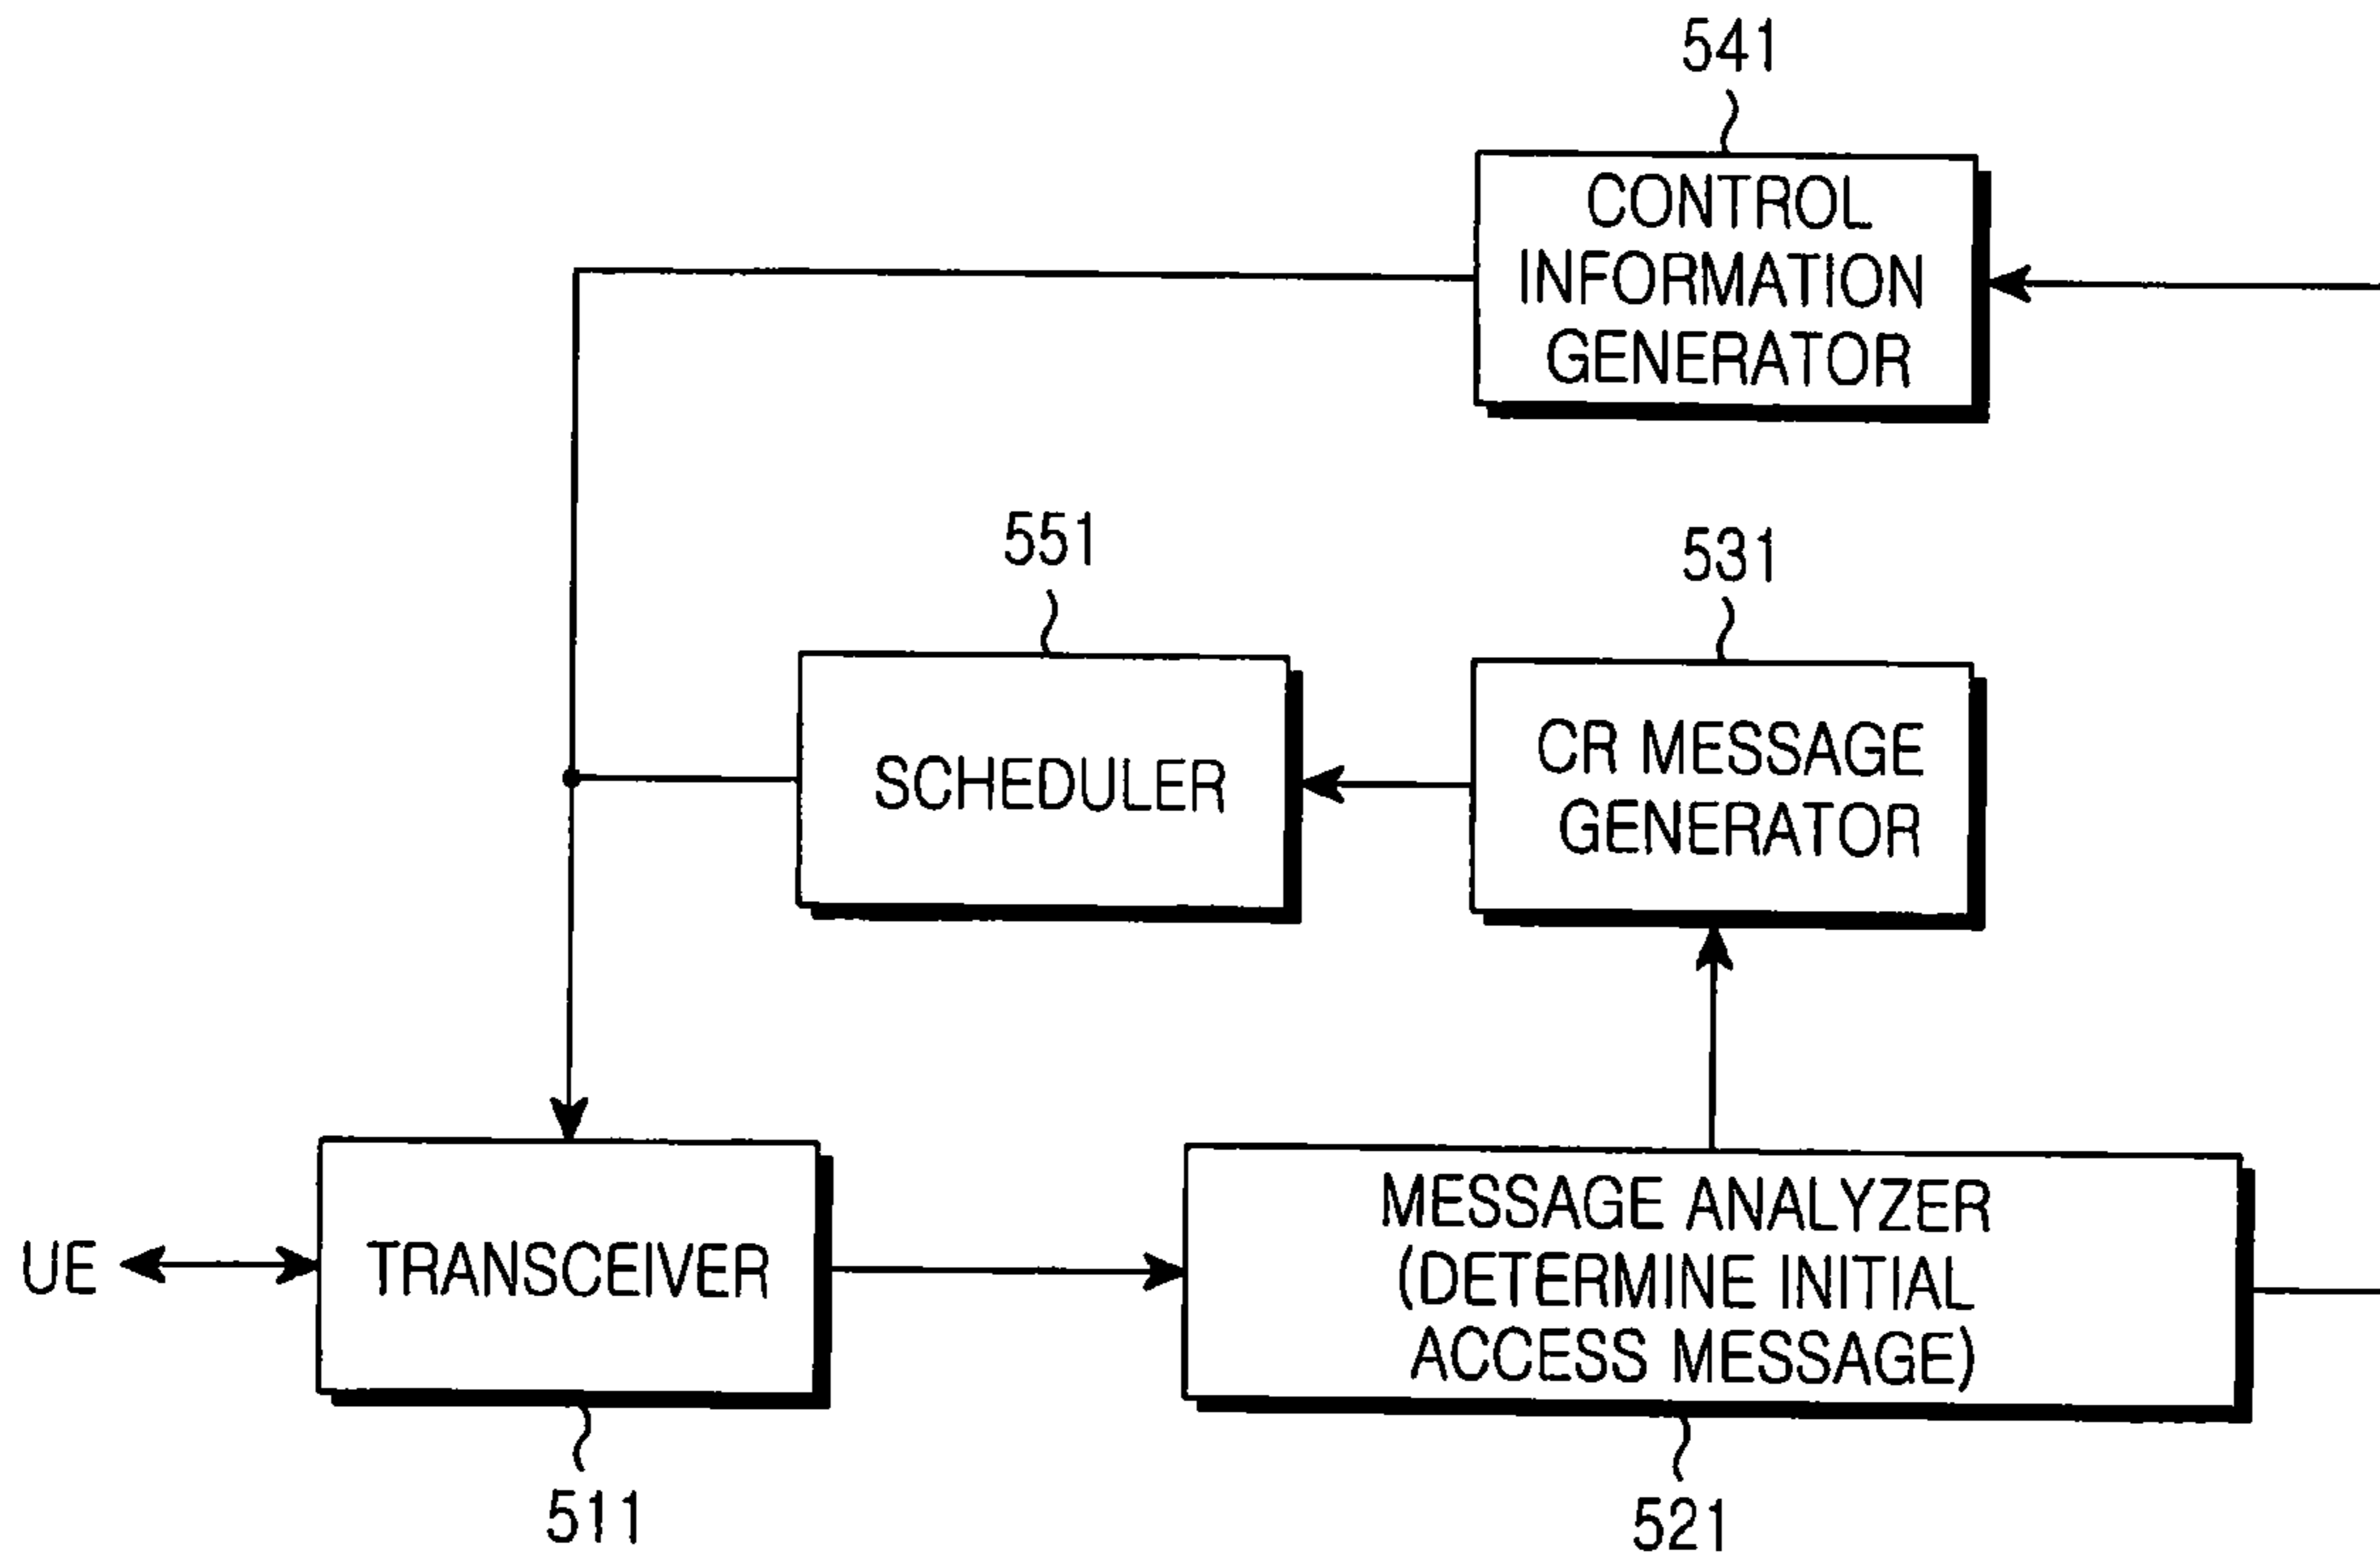 541
CONTROL
INFORMATION
GENERATOR
551
531
SCHEDULER
CR MESSAGE
GENERATOR
UE
TRANSCEIVER
MESSAGE ANALYZER
(DETERMINE INITIAL
ACCESS MESSAGE)
511
521